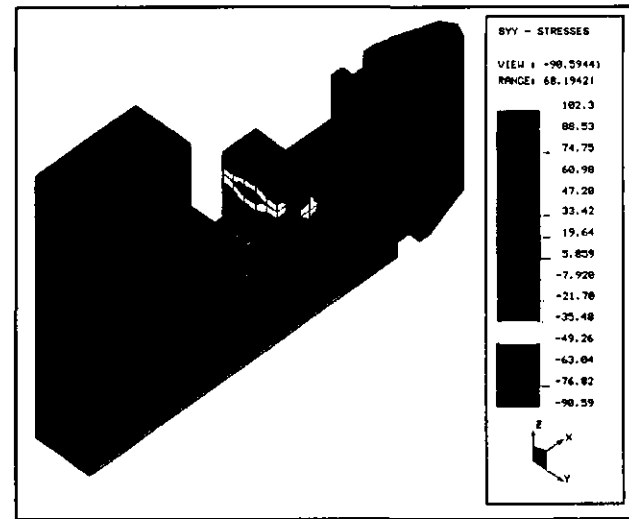 SYY - STRESSES
VIEW : -90.59441
RANGE: 68.19421
102.3
88.53
74.75
60.98
47.20
33.42
19.64
5.859
-7.920
-21.70
-35.48
-49.26
-63.04
-76.82
-90.59
Z
X
Y